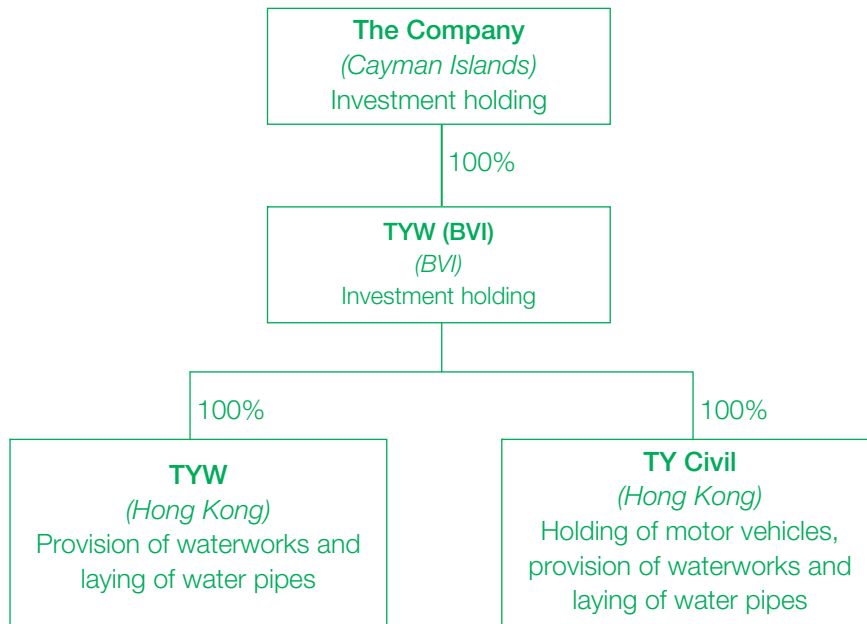 The Company
(Cayman Islands)
Investment holding
100%
TYW (BVI)
(BVI)
Investment holding
100%
100%
TYW
(Hong Kong)
Provision of waterworks and
laying of water pipes
TY Civil
(Hong Kong)
Holding of motor vehicles,
provision of waterworks and
laying of water pipes